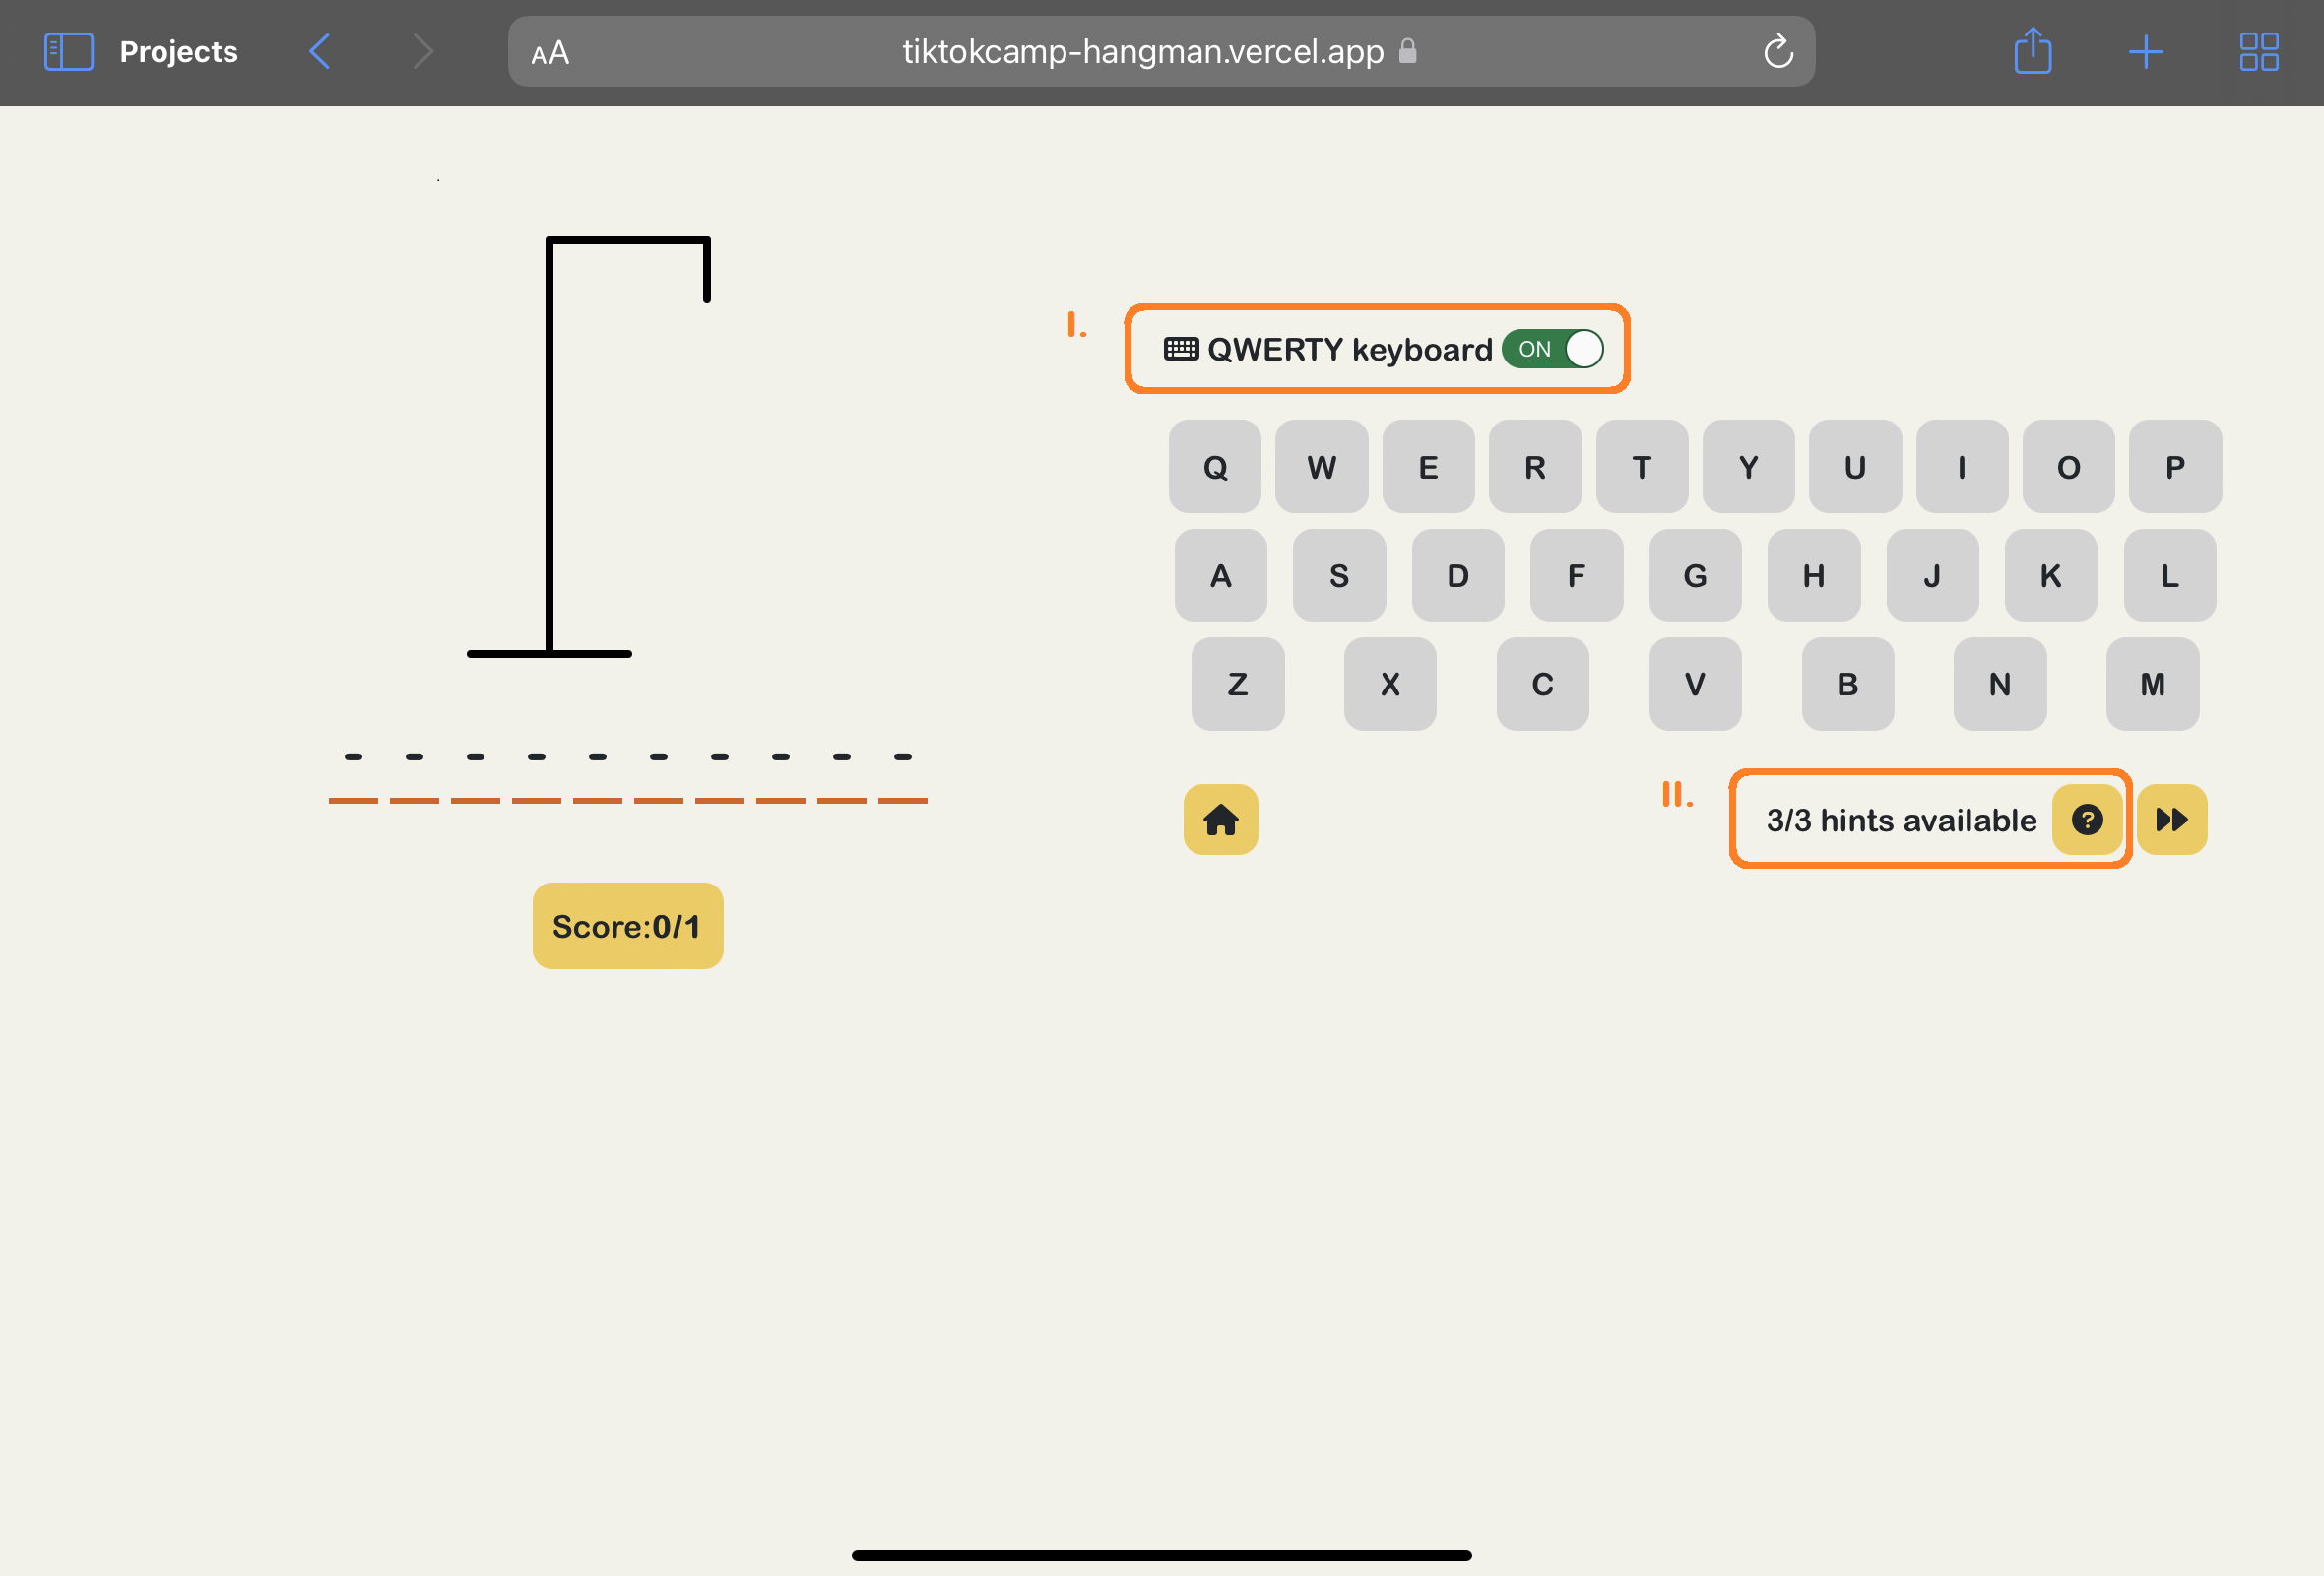 Projects
AA tiktokcamp-hangman.vercel.app
I.
QWERTY keyboard ON
Q W E R T Y U I O P
A S D F G H J K L
Z X C V B N M
- - - - - - - - - -
II.
3/3 hints available ?
Score:0/1